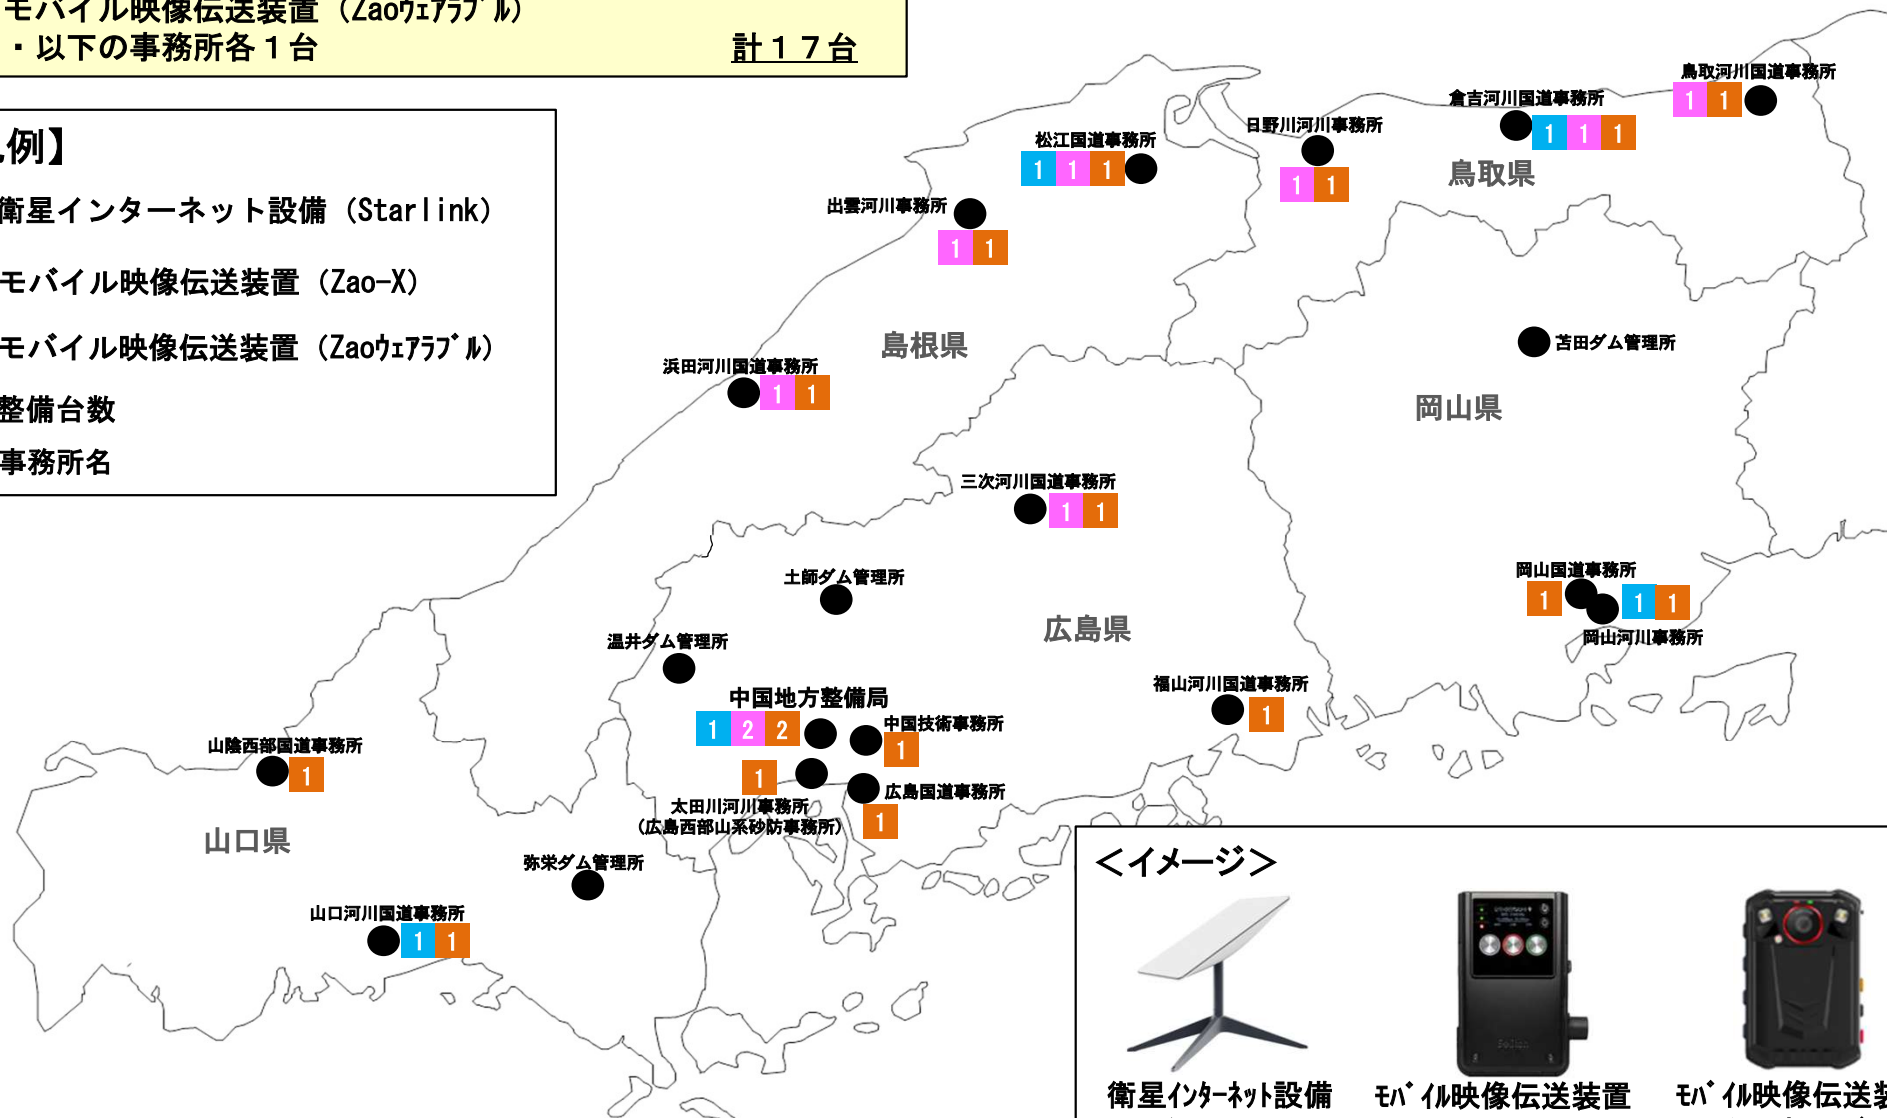 モバイル映像伝送装置（Zaoｳｪｱﾗﾌﾞﾙ）
・以下の事務所各１台　計１７台
例】
衛星インターネット設備（Starlink）
モバイル映像伝送装置（Zao-X）
モバイル映像伝送装置（Zaoｳｪｱﾗﾌﾞﾙ）
整備台数
事務所名
鳥取河川国道事務所
1 1
倉吉河川国道事務所
1 1 1
日野川河川事務所
1 1
鳥取県
松江国道事務所
1 1 1
出雲河川事務所
1 1
島根県
浜田河川国道事務所
1 1
苫田ダム管理所
岡山県
三次河川国道事務所
1 1
岡山国道事務所
1
1 1
岡山河川事務所
土師ダム管理所
広島県
温井ダム管理所
福山河川国道事務所
1
中国地方整備局
1 2 2
中国技術事務所
1
1
太田川河川事務所
（広島西部山系砂防事務所）
広島国道事務所
1
山陰西部国道事務所
1
山口県
弥栄ダム管理所
山口河川国道事務所
1 1
＜イメージ＞
衛星ｲﾝﾀｰﾈｯﾄ設備
ﾓﾊﾞｲﾙ映像伝送装置
ﾓﾊﾞｲﾙ映像伝送装